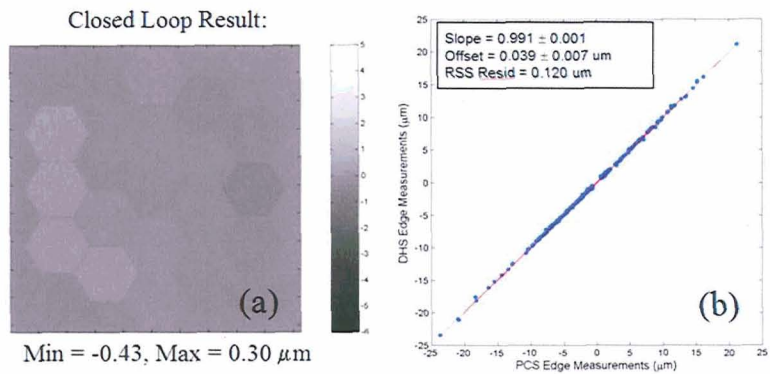 Closed Loop Result:
5
4
3
2
1
0
-1
-2
-3
-4
-5
-6
(a)
Min = -0.43, Max = 0.30 μm
Slope = 0.991 ± 0.001
Offset = 0.039 ± 0.007 um
RSS Resid = 0.120 um
DHS Edge Measurements (μm)
25
20
15
10
5
0
-5
-10
-15
-20
-25
-25 -20 -15 -10 -5 0 5 10 15 20 25
PCS Edge Measurements (μm)
(b)